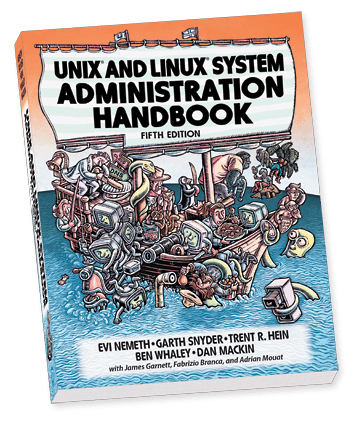 UNIX® AND LINUX® SYSTEM
ADMINISTRATION
HANDBOOK
FIFTH EDITION
EVI NEMETH • GARTH SNYDER • TRENT R. HEIN
BEN WHALEY • DAN MACKIN
with James Garnett, Fabrizio Branca, and Adrian Mouat